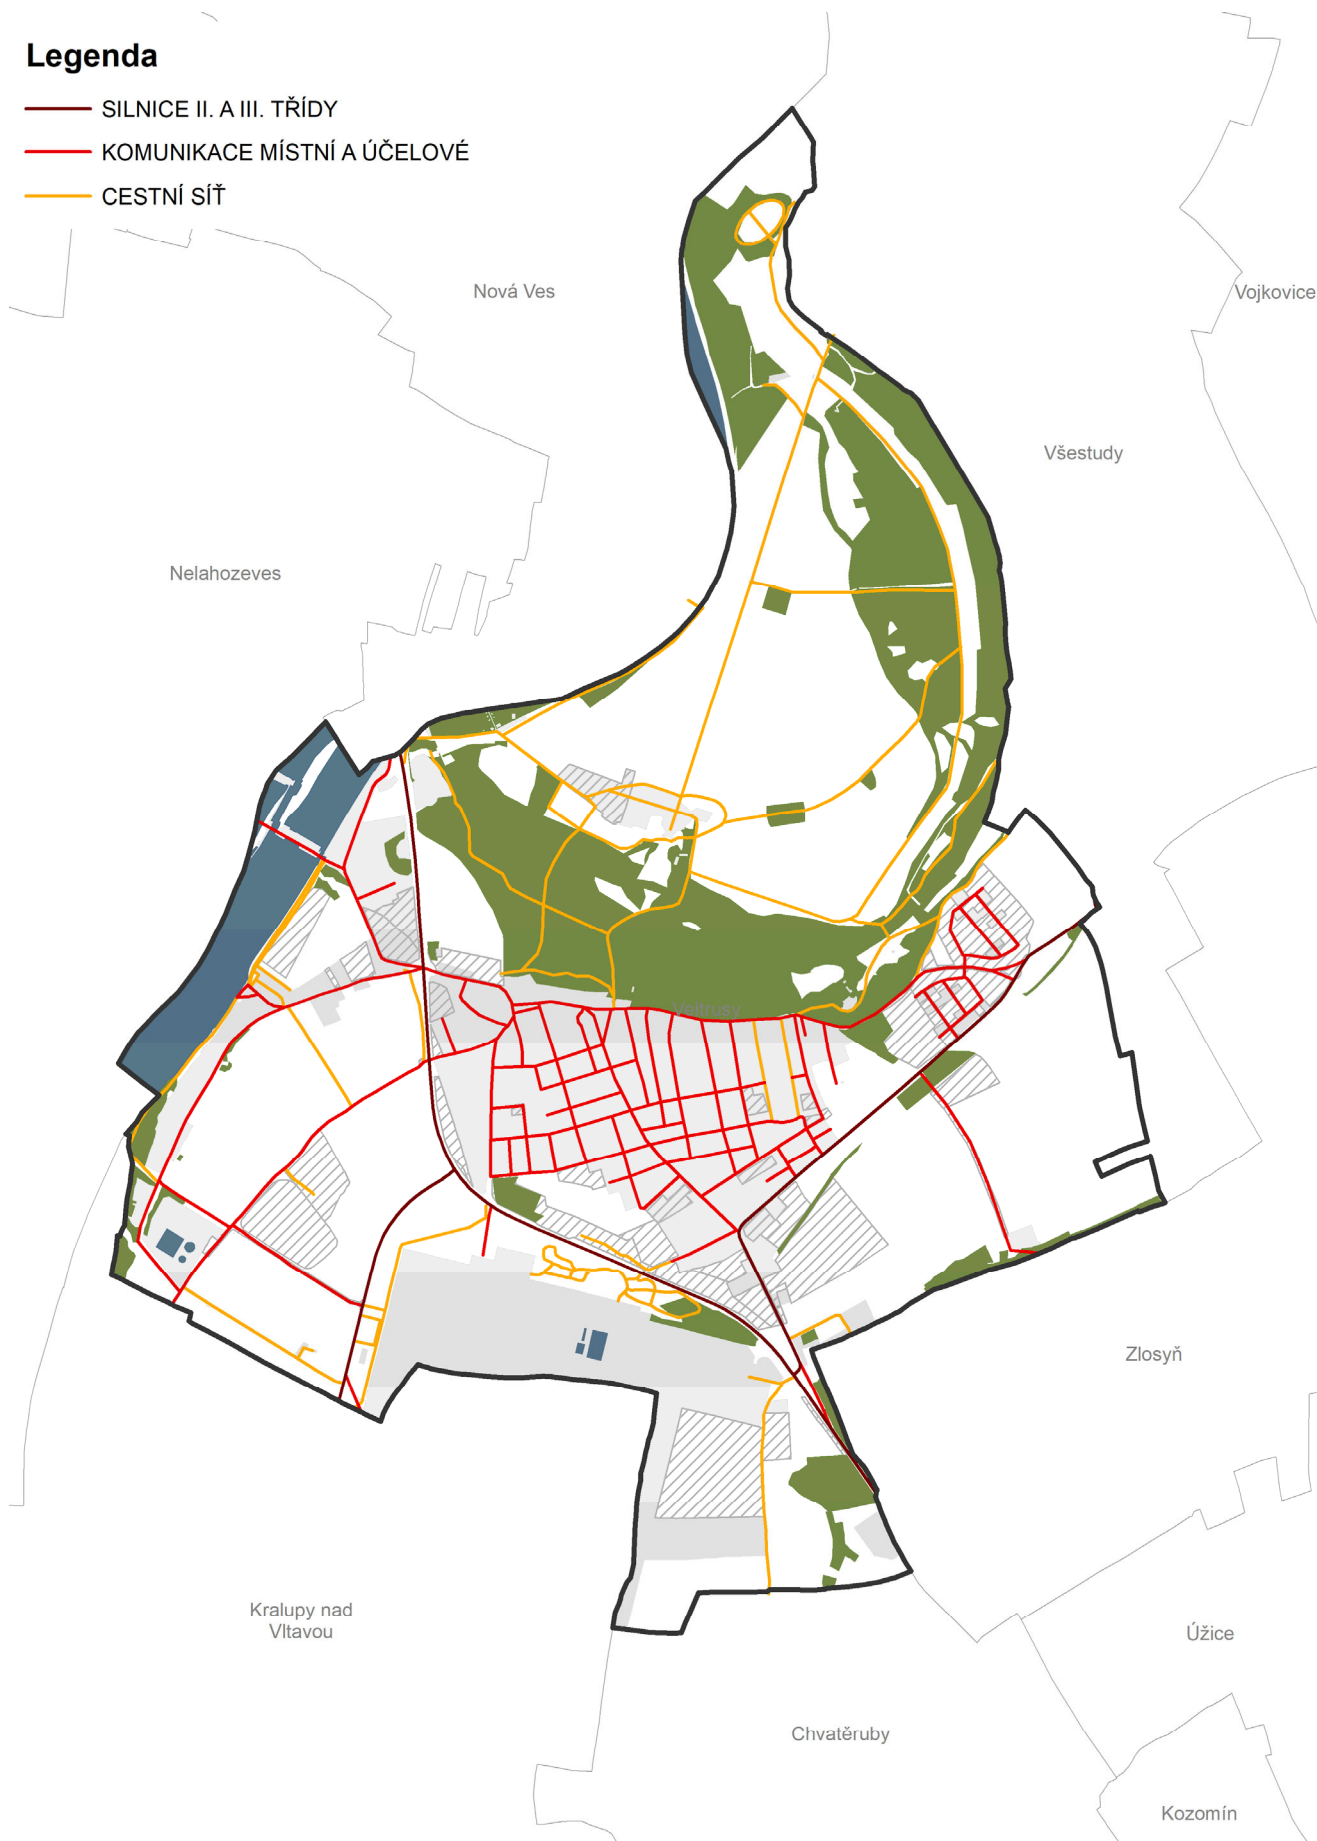 Legenda
SILNICE II. A III. TŘÍDY
KOMUNIKACE MÍSTNÍ A ÚČELOVÉ
CESTNÍ SÍŤ
Nová Ves
Vojkovice
Všestudy
Nelahozeves
Veltrusy
Zlosyň
Kralupy nad
Vltavou
Úžice
Chvatěruby
Kozomín